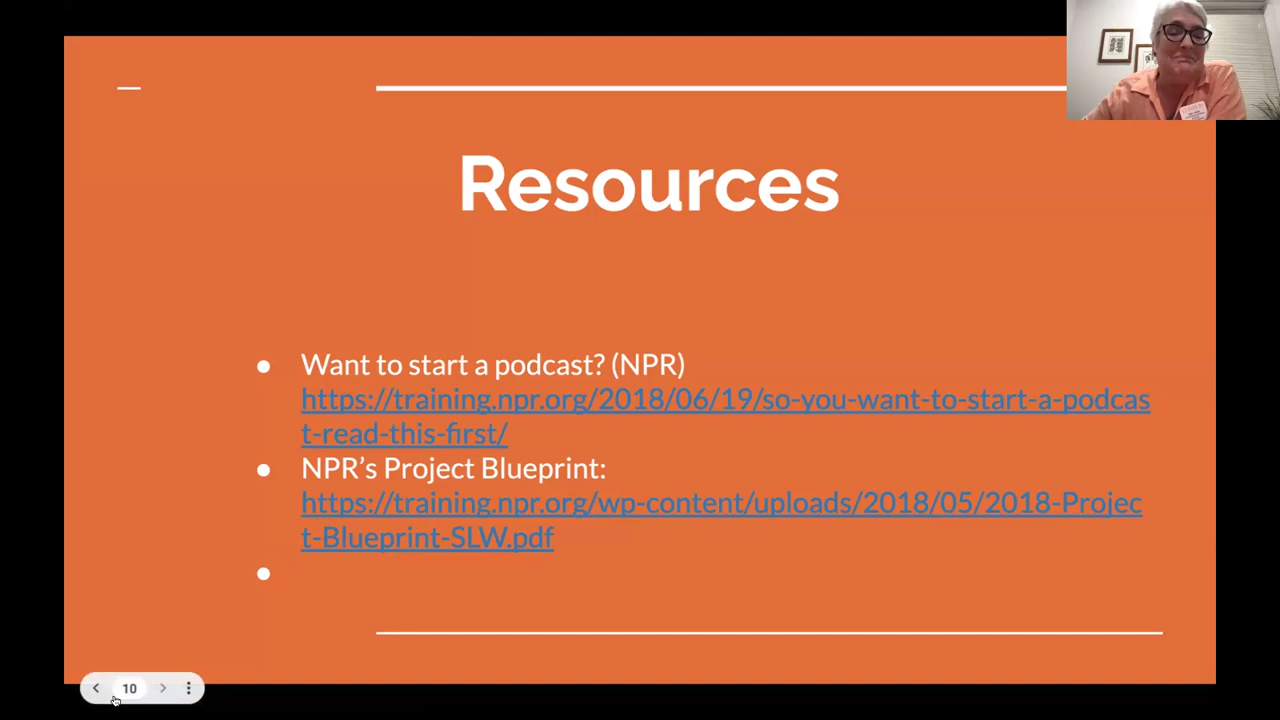 Resources
● Want to start a podcast? (NPR)
https://training.npr.org/2018/06/19/so-you-want-to-start-a-podcas
t-read-this-first/
● NPR’s Project Blueprint:
https://training.npr.org/wp-content/uploads/2018/05/2018-Projec
t-Blueprint-SLW.pdf
●
10